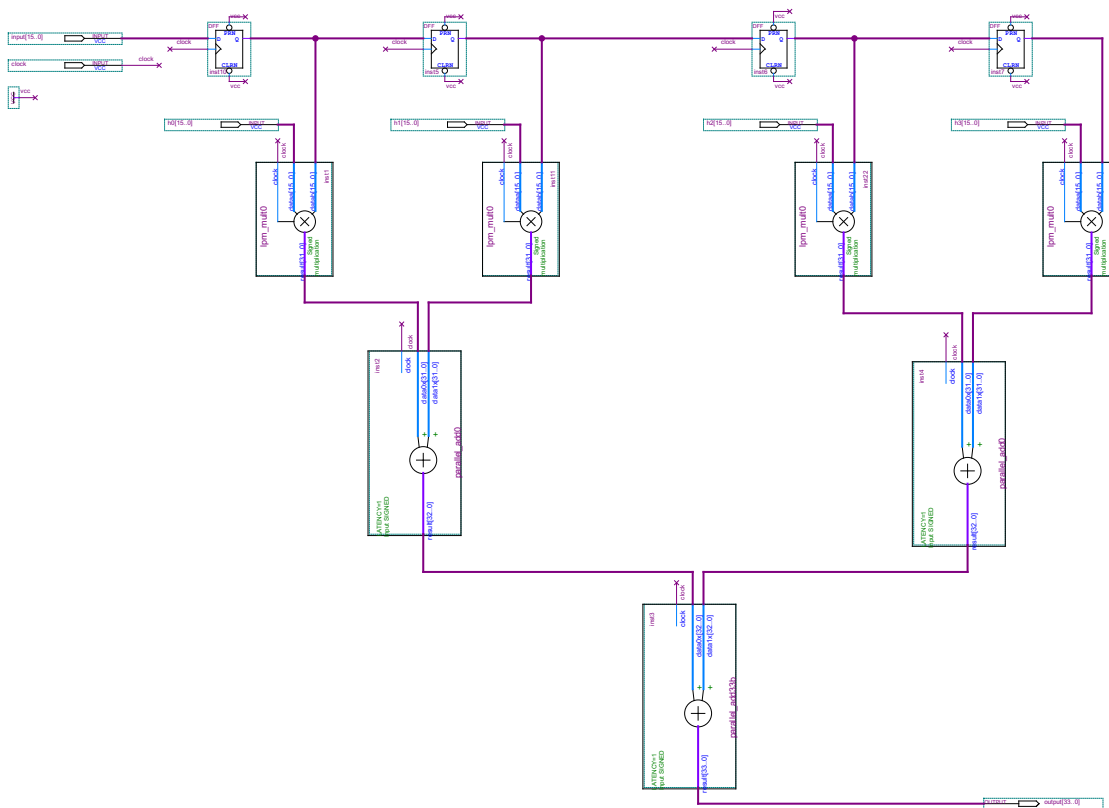 vcc
vcc
vcc
vcc
DFF
DFF
DFF
DFF
PRN
PRN
PRN
PRN
input[15..0]
INPUT
VCC
D Q
D Q
D Q
D Q
clock
clock
clock
clock
clock
INPUT
VCC
clock
CLRN
CLRN
CLRN
CLRN
inst10
inst5
inst6
inst7
vcc
vcc
vcc
vcc
VCC
vcc
h0[15..0]
INPUT
VCC
h1[15..0]
INPUT
VCC
h2[15..0]
INPUT
VCC
h3[15..0]
INPUT
VCC
clock
clock
dataa[15..0]
datab[15..0]
inst1
lpm_mult0
Signed
multiplication
result[31..0]
clock
clock
dataa[15..0]
datab[15..0]
inst11
lpm_mult0
Signed
multiplication
result[31..0]
clock
clock
dataa[15..0]
datab[15..0]
inst22
lpm_mult0
Signed
multiplication
result[31..0]
clock
clock
dataa[15..0]
datab[15..0]
lpm_mult0
Signed
multiplication
result[31..0]
clock
inst2
clock
data0x[31..0]
data1x[31..0]
+ +
parallel_add0
LATENCY=1
Input SIGNED
result[32..0]
clock
inst4
clock
data0x[31..0]
data1x[31..0]
+ +
parallel_add0
LATENCY=1
Input SIGNED
result[32..0]
clock
inst3
clock
data0x[32..0]
data1x[32..0]
+ +
parallel_add33b
LATENCY=1
Input SIGNED
result[33..0]
OUTPUT
output[33..0]